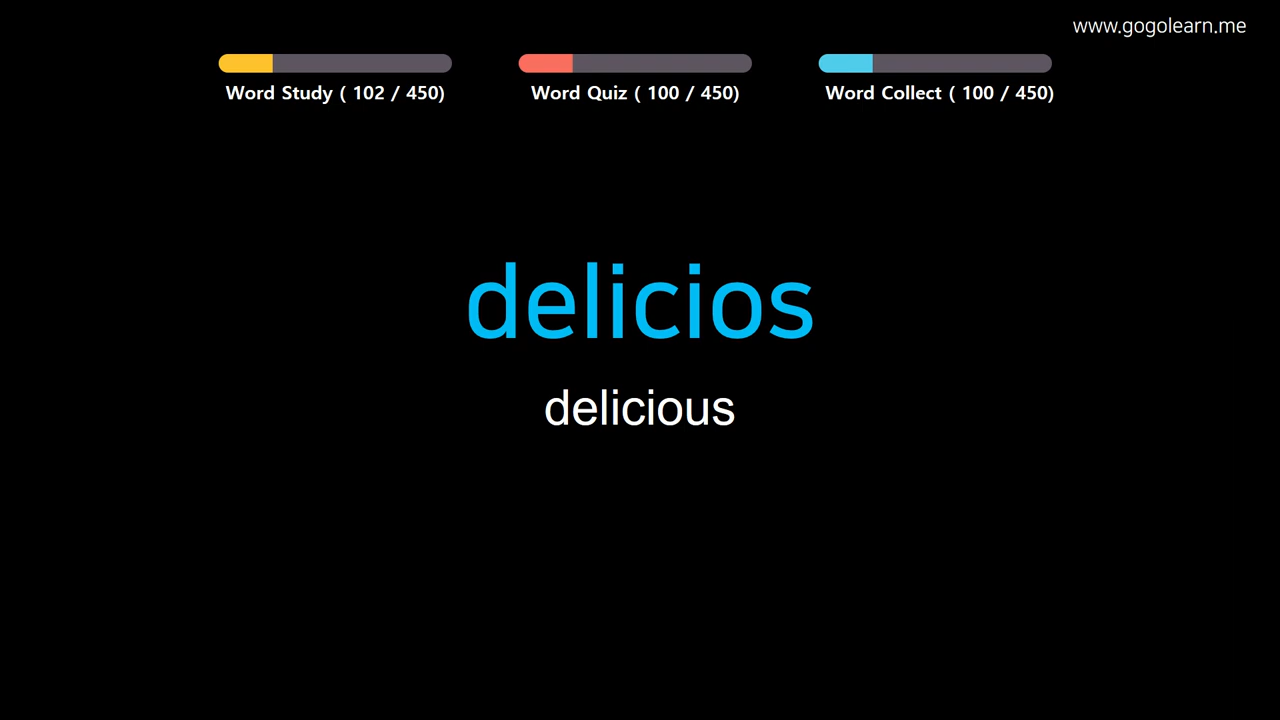 www.gogolearn.me
Word Study ( 102 / 450)
Word Quiz ( 100 / 450)
Word Collect ( 100 / 450)
delicios
delicious